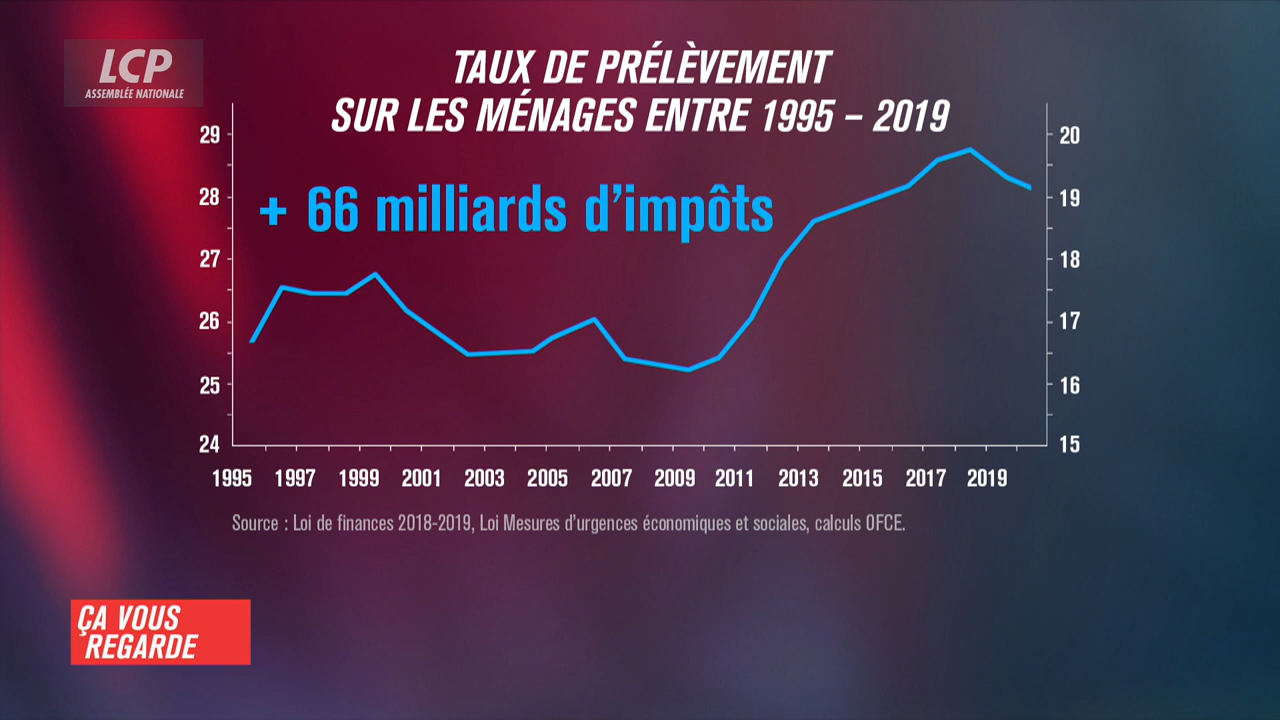 LCP
ASSEMBLÉE NATIONALE
TAUX DE PRÉLÈVEMENT
SUR LES MÉNAGES ENTRE 1995 – 2019
+ 66 milliards d'impôts
29
28
27
26
25
24
20
19
18
17
16
15
1995 1997 1999 2001 2003 2005 2007 2009 2011 2013 2015 2017 2019
Source : Loi de finances 2018-2019, Loi Mesures d'urgences économiques et sociales, calculs OFCE.
ÇA VOUS
REGARDE